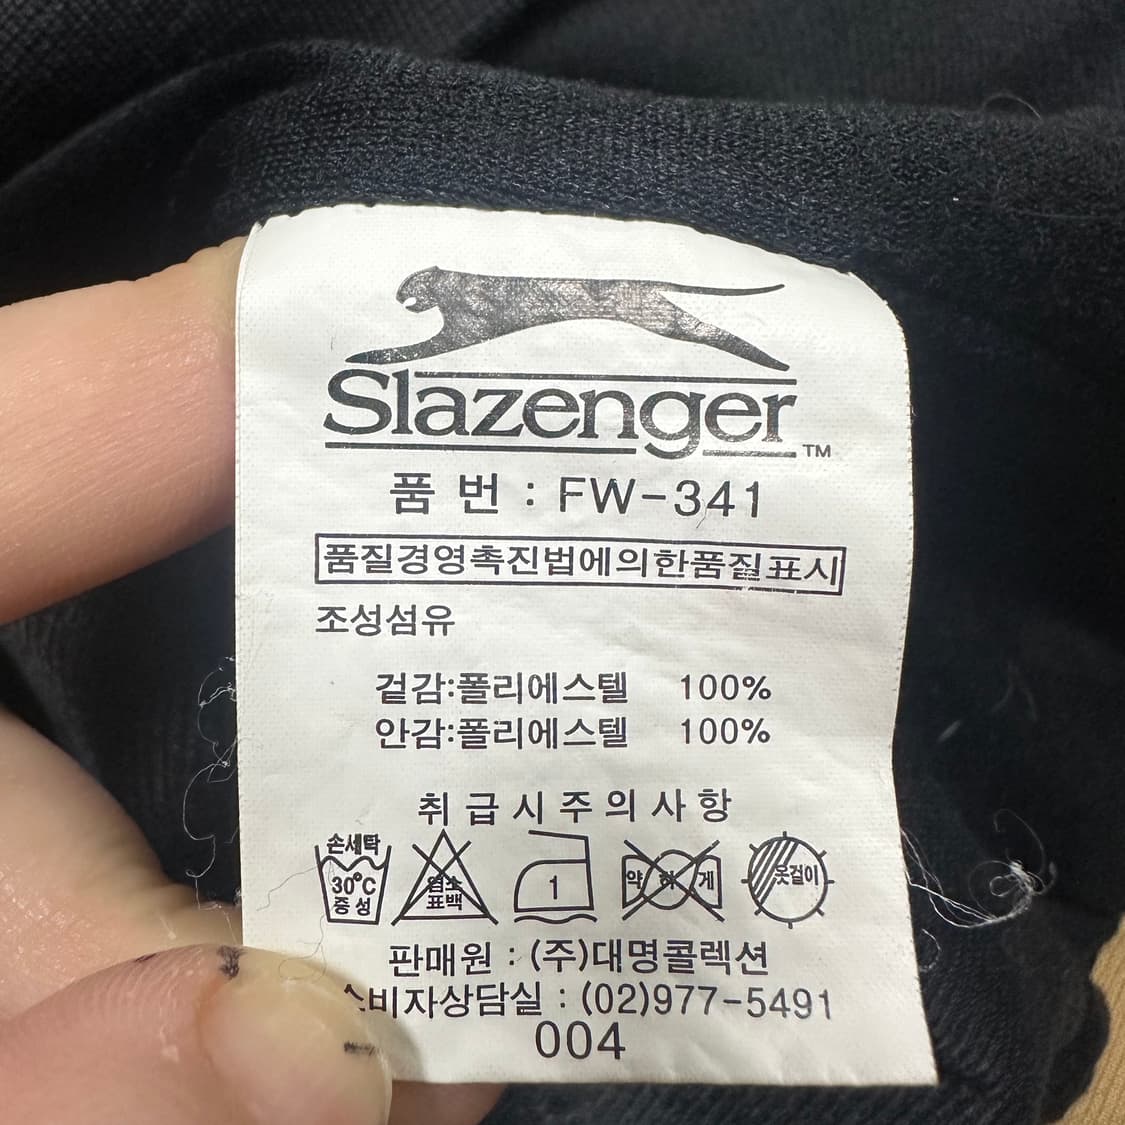 Slazenger™
품 번 : FW-341
품질경영촉진법에의한품질표시
조성섬유
겉감:폴리에스텔 100%
안감:폴리에스텔 100%
취급시주의사항
손세탁 30°C 중성
염소 표백
1
약하게
옷걸이
판매원 : (주)대명콜렉션
소비자상담실 : (02)977-5491
004